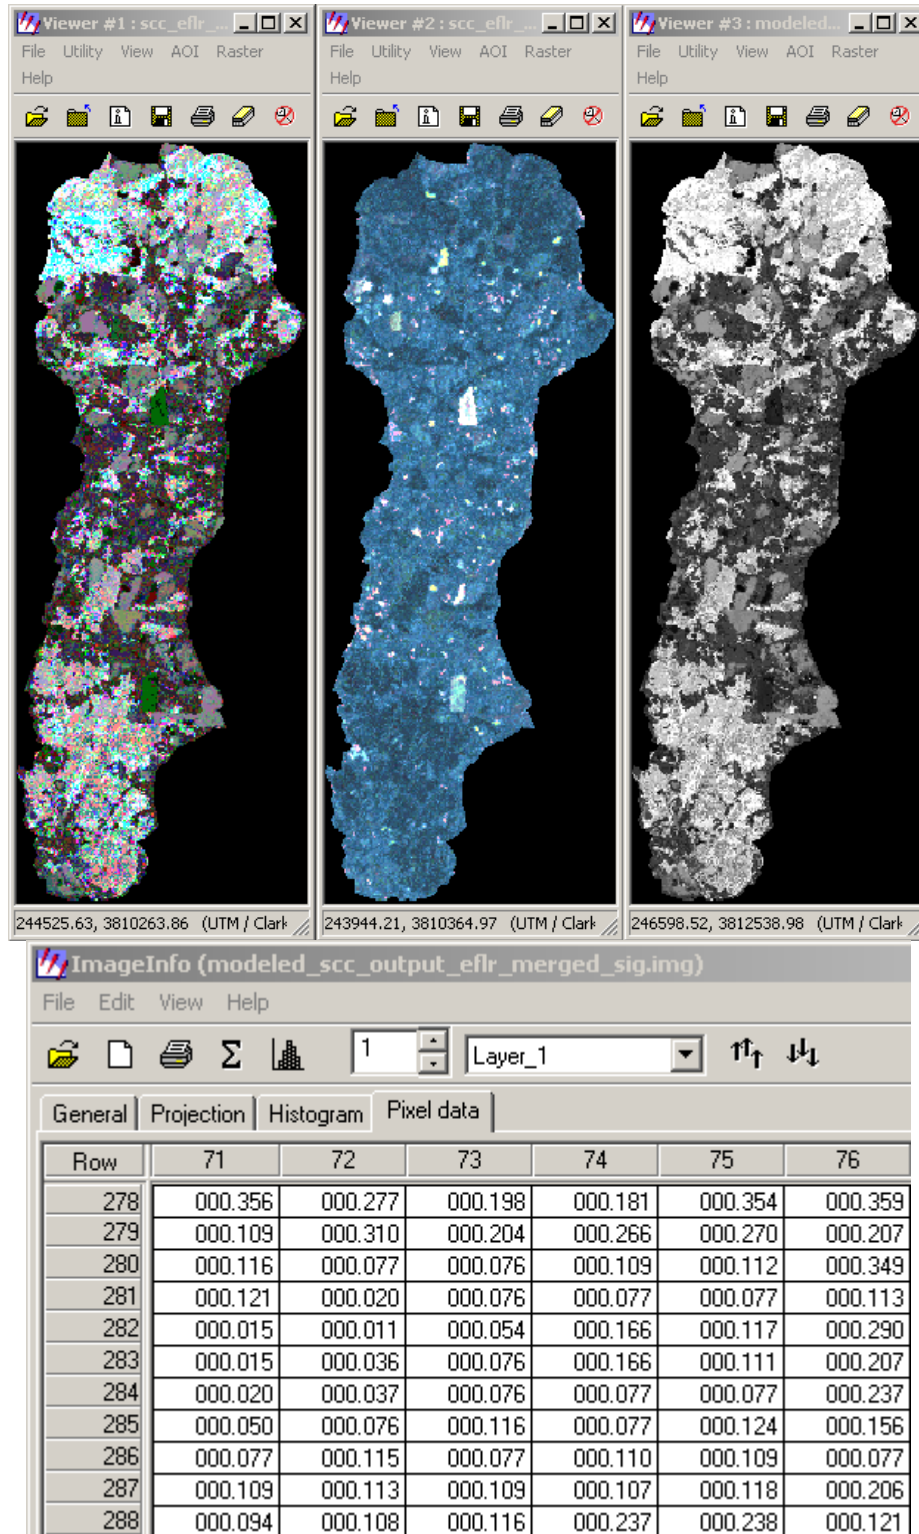 Viewer #1 : scc_eflr_...
File Utility View AOI Raster
Help
244525.63, 3810263.86 (UTM / Clark
Viewer #2 : scc_eflr_...
File Utility View AOI Raster
Help
243944.21, 3810364.97 (UTM / Clark
Viewer #3 : modeled...
File Utility View AOI Raster
Help
246598.52, 3812538.98 (UTM / Clark
ImageInfo (modeled_scc_output_eflr_merged_sig.img)
File Edit View Help
Σ 1 Layer_1
General Projection Histogram Pixel data
Row 71 72 73 74 75 76
278 000.356 000.277 000.198 000.181 000.354 000.359
279 000.109 000.310 000.204 000.266 000.270 000.207
280 000.116 000.077 000.076 000.109 000.112 000.349
281 000.121 000.020 000.076 000.077 000.077 000.113
282 000.015 000.011 000.054 000.166 000.117 000.290
283 000.015 000.036 000.076 000.166 000.111 000.207
284 000.020 000.037 000.076 000.077 000.077 000.237
285 000.050 000.076 000.116 000.077 000.124 000.156
286 000.077 000.115 000.077 000.110 000.109 000.077
287 000.109 000.113 000.109 000.107 000.118 000.206
288 000.094 000.108 000.116 000.237 000.238 000.121